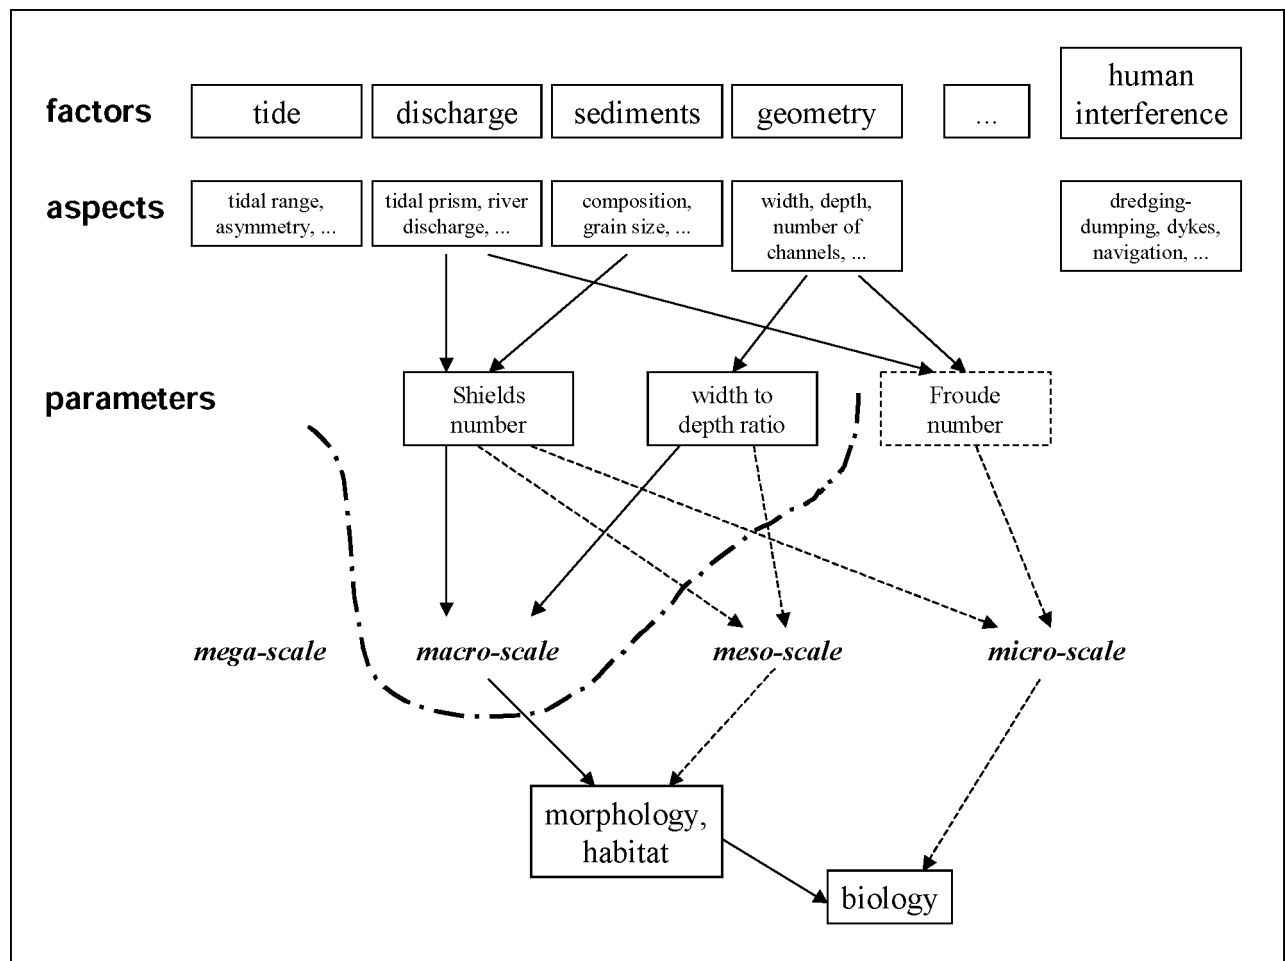 factors
tide
discharge
sediments
geometry
...
human
interference
aspects
tidal range,
asymmetry, ...
tidal prism, river
discharge, ...
composition,
grain size, ...
width, depth,
number of
channels, ...
dredging-
dumping, dykes,
navigation, ...
parameters
Shields
number
width to
depth ratio
Froude
number
mega-scale
macro-scale
meso-scale
micro-scale
morphology,
habitat
biology